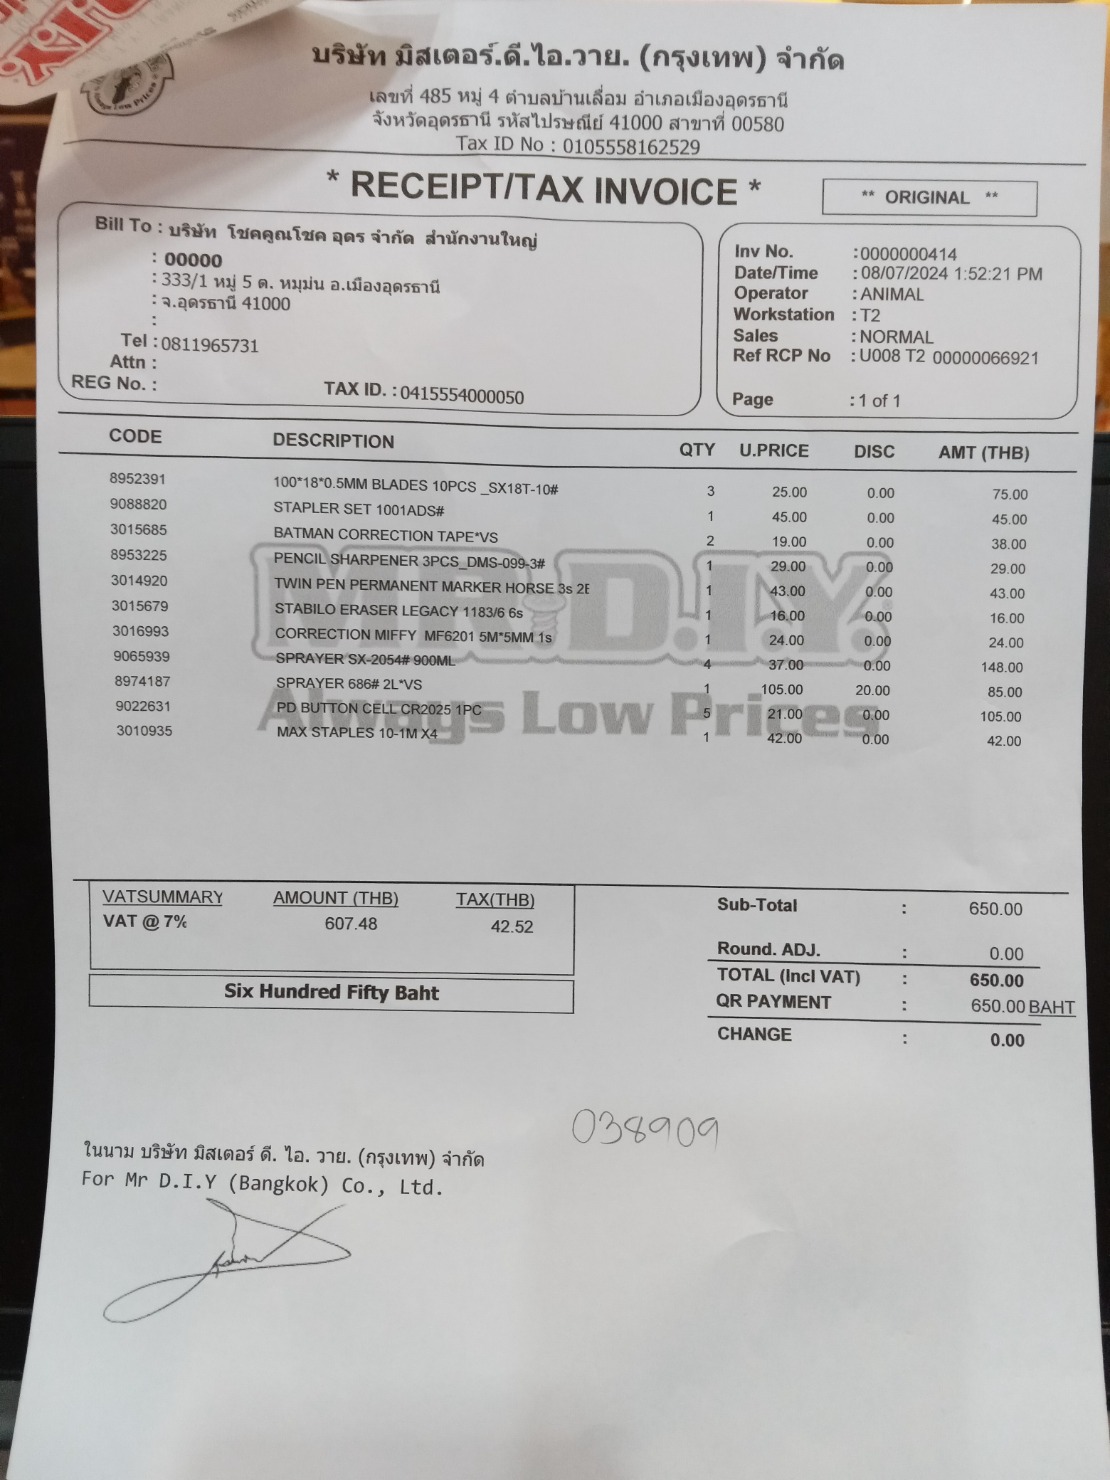 บริษัท มิสเตอร์.ดี.ไอ.วาย. (กรุงเทพ) จำกัด
เลขที่ 485 หมู่ 4 ตำบลบ้านเลื่อม อำเภอเมืองอุดรธานี
จังหวัดอุดรธานี รหัสไปรษณีย์ 41000 สาขาที่ 00580
Tax ID No : 0105558162529
* RECEIPT/TAX INVOICE *
** ORIGINAL **
Bill To : บริษัท โชคคูณโชค อุดร จำกัด สำนักงานใหญ่
: 00000
: 333/1 หมู่ 5 ต. หมุม่น อ.เมืองอุดรธานี
: จ.อุดรธานี 41000
:
Tel : 0811965731
Attn :
REG No. : TAX ID. : 0415554000050
Inv No. : 0000000414
Date/Time : 08/07/2024 1:52:21 PM
Operator : ANIMAL
Workstation : T2
Sales : NORMAL
Ref RCP No : U008 T2 00000066921
Page : 1 of 1
CODE DESCRIPTION QTY U.PRICE DISC AMT (THB)
8952391 100*18*0.5MM BLADES 10PCS _SX18T-10# 3 25.00 0.00 75.00
9088820 STAPLER SET 1001ADS# 1 45.00 0.00 45.00
3015685 BATMAN CORRECTION TAPE*VS 2 19.00 0.00 38.00
8953225 PENCIL SHARPENER 3PCS_DMS-099-3# 1 29.00 0.00 29.00
3014920 TWIN PEN PERMANENT MARKER HORSE 3s 2E 1 43.00 0.00 43.00
3015679 STABILO ERASER LEGACY 1183/6 6s 1 16.00 0.00 16.00
3016993 CORRECTION MIFFY MF6201 5M*5MM 1s 1 24.00 0.00 24.00
9065939 SPRAYER SX-2054# 900ML 4 37.00 0.00 148.00
8974187 SPRAYER 686# 2L*VS 1 105.00 20.00 85.00
9022631 PD BUTTON CELL CR2025 1PC 5 21.00 0.00 105.00
3010935 MAX STAPLES 10-1M X4 1 42.00 0.00 42.00
MR.D.I.Y.
Always Low Prices
VATSUMMARY AMOUNT (THB) TAX(THB)
VAT @ 7% 607.48 42.52
Six Hundred Fifty Baht
Sub-Total : 650.00
Round. ADJ. : 0.00
TOTAL (Incl VAT) : 650.00
QR PAYMENT : 650.00 BAHT
CHANGE : 0.00
038909
ในนาม บริษัท มิสเตอร์ ดี. ไอ. วาย. (กรุงเทพ) จำกัด
For Mr D.I.Y (Bangkok) Co., Ltd.